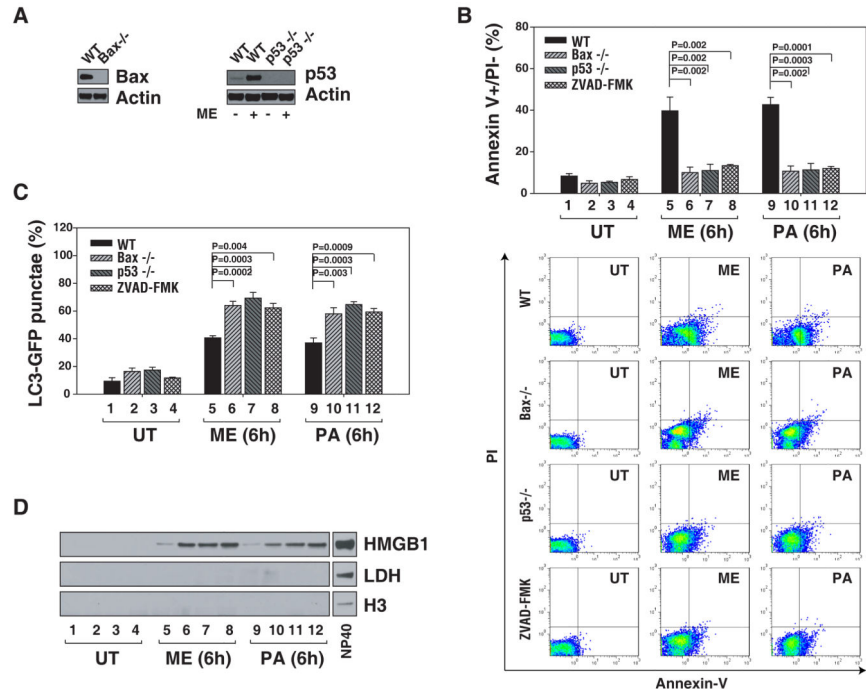 A
WT
Bax-/-
Bax
Actin
WT
WT
p53 -/-
p53 -/-
p53
Actin
ME - + - +
B
Annexin V+/PI- (%)
80
60
40
20
0
WT
Bax -/-
p53 -/-
ZVAD-FMK
P=0.002
P=0.002
P=0.002
P=0.0001
P=0.0003
P=0.002
1 2 3 4 5 6 7 8 9 10 11 12
UT ME (6h) PA (6h)
C
LC3-GFP punctae (%)
120
100
80
60
40
20
0
WT
Bax -/-
p53 -/-
ZVAD-FMK
P=0.004
P=0.0003
P=0.0002
P=0.0009
P=0.0003
P=0.003
1 2 3 4 5 6 7 8 9 10 11 12
UT ME (6h) PA (6h)
PI
WT
UT ME PA
Bax-/-
UT ME PA
p53-/-
UT ME PA
ZVAD-FMK
UT ME PA
Annexin-V
D
HMGB1
LDH
H3
1 2 3 4 5 6 7 8 9 10 11 12 NP40
UT ME (6h) PA (6h)